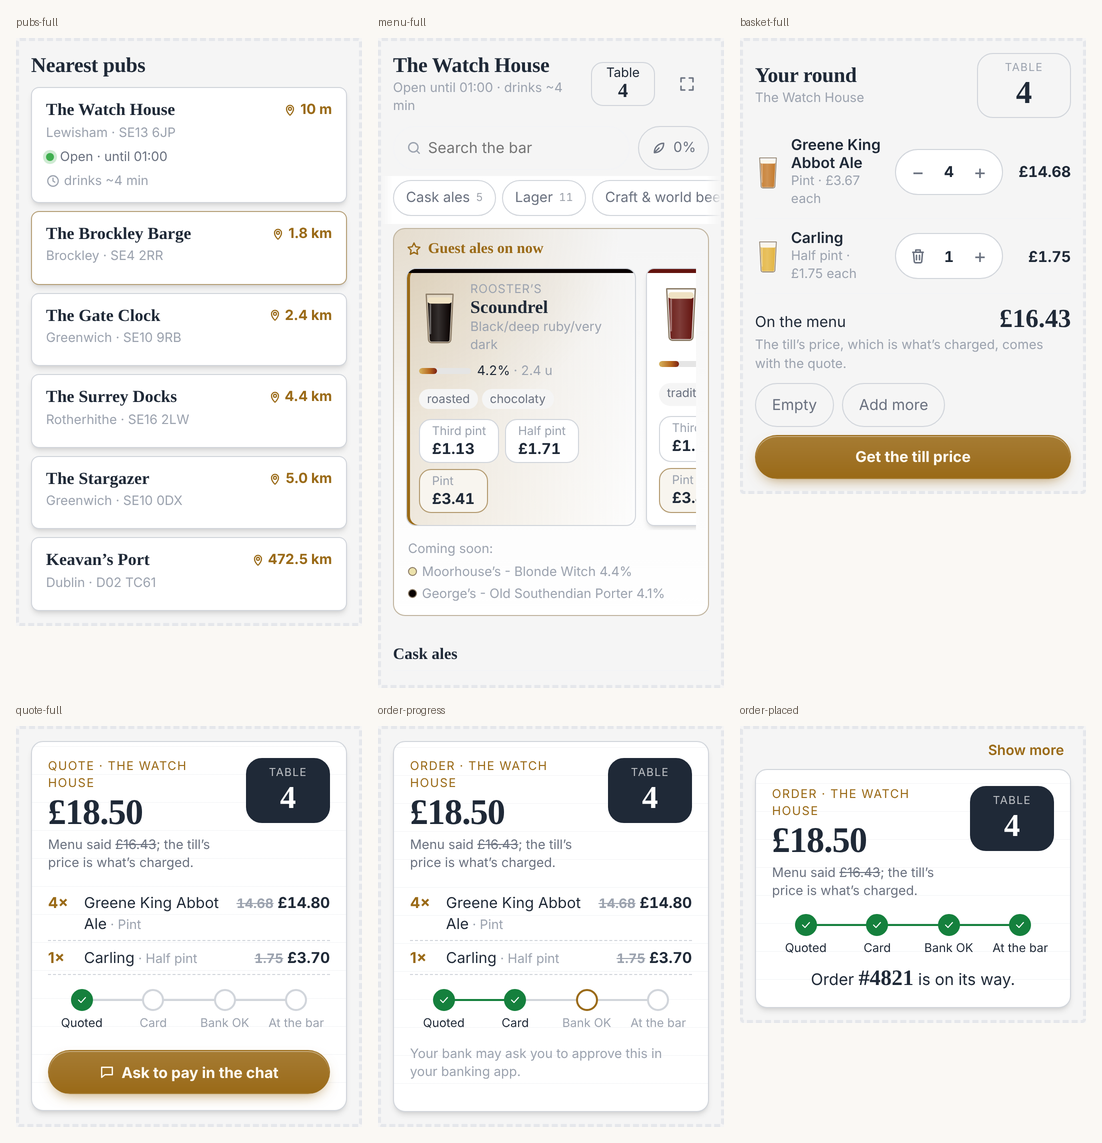 pubs-full
Nearest pubs
The Watch House
10 m
Lewisham · SE13 6JP
Open · until 01:00
drinks ~4 min
The Brockley Barge
1.8 km
Brockley · SE4 2RR
The Gate Clock
2.4 km
Greenwich · SE10 9RB
The Surrey Docks
4.4 km
Rotherhithe · SE16 2LW
The Stargazer
5.0 km
Greenwich · SE10 0DX
Keavan’s Port
472.5 km
Dublin · D02 TC61
menu-full
The Watch House
Open until 01:00 · drinks ~4
min
Table
4
Search the bar
0%
Cask ales 5
Lager 11
Craft & world bee
Guest ales on now
ROOSTER’S
Scoundrel
Black/deep ruby/very
dark
4.2% · 2.4 u
roasted
chocolaty
Third pint
£1.13
Half pint
£1.71
Pint
£3.41
tradit
Third
£1.
Pint
£3.
Coming soon:
Moorhouse’s - Blonde Witch 4.4%
George’s - Old Southendian Porter 4.1%
Cask ales
basket-full
Your round
The Watch House
TABLE
4
Greene King
Abbot Ale
Pint · £3.67
each
− 4 +
£14.68
Carling
Half pint ·
£1.75 each
1 +
£1.75
On the menu
£16.43
The till’s price, which is what’s charged, comes
with the quote.
Empty
Add more
Get the till price
quote-full
QUOTE · THE WATCH
HOUSE
£18.50
Menu said £16.43; the till’s
price is what’s charged.
TABLE
4
4× Greene King Abbot
Ale · Pint
14.68 £14.80
1× Carling · Half pint
1.75 £3.70
Quoted
Card
Bank OK
At the bar
Ask to pay in the chat
order-progress
ORDER · THE WATCH
HOUSE
£18.50
Menu said £16.43; the till’s
price is what’s charged.
TABLE
4
4× Greene King Abbot
Ale · Pint
14.68 £14.80
1× Carling · Half pint
1.75 £3.70
Quoted
Card
Bank OK
At the bar
Your bank may ask you to approve this in
your banking app.
order-placed
Show more
ORDER · THE WATCH
HOUSE
£18.50
Menu said £16.43; the till’s
price is what’s charged.
TABLE
4
Quoted
Card
Bank OK
At the bar
Order #4821 is on its way.